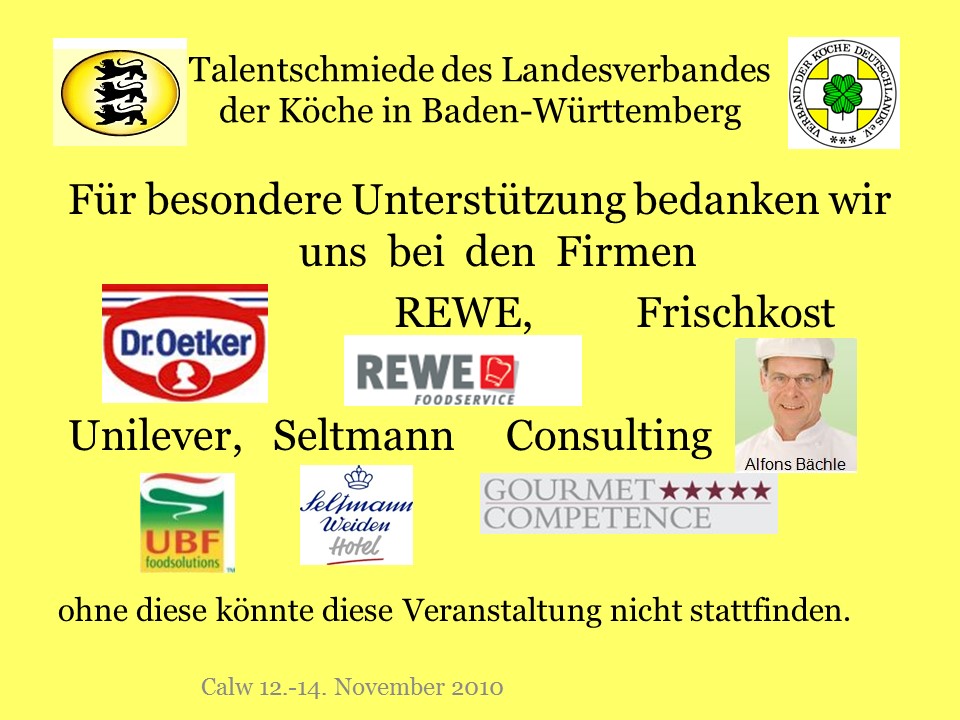 Talentschmiede des Landesverbandes
der Köche in Baden-Württemberg
VERBAND DER KÖCHE DEUTSCHLANDS e.V.
Für besondere Unterstützung bedanken wir
uns bei den Firmen
Dr.Oetker
REWE, Frischkost
REWE
FOODSERVICE
Alfons Bächle
Unilever, Seltmann Consulting
UBF
foodsolutions™
Seltmann
Weiden
Hotel
GOURMET
COMPETENCE
ohne diese könnte diese Veranstaltung nicht stattfinden.
Calw 12.-14. November 2010